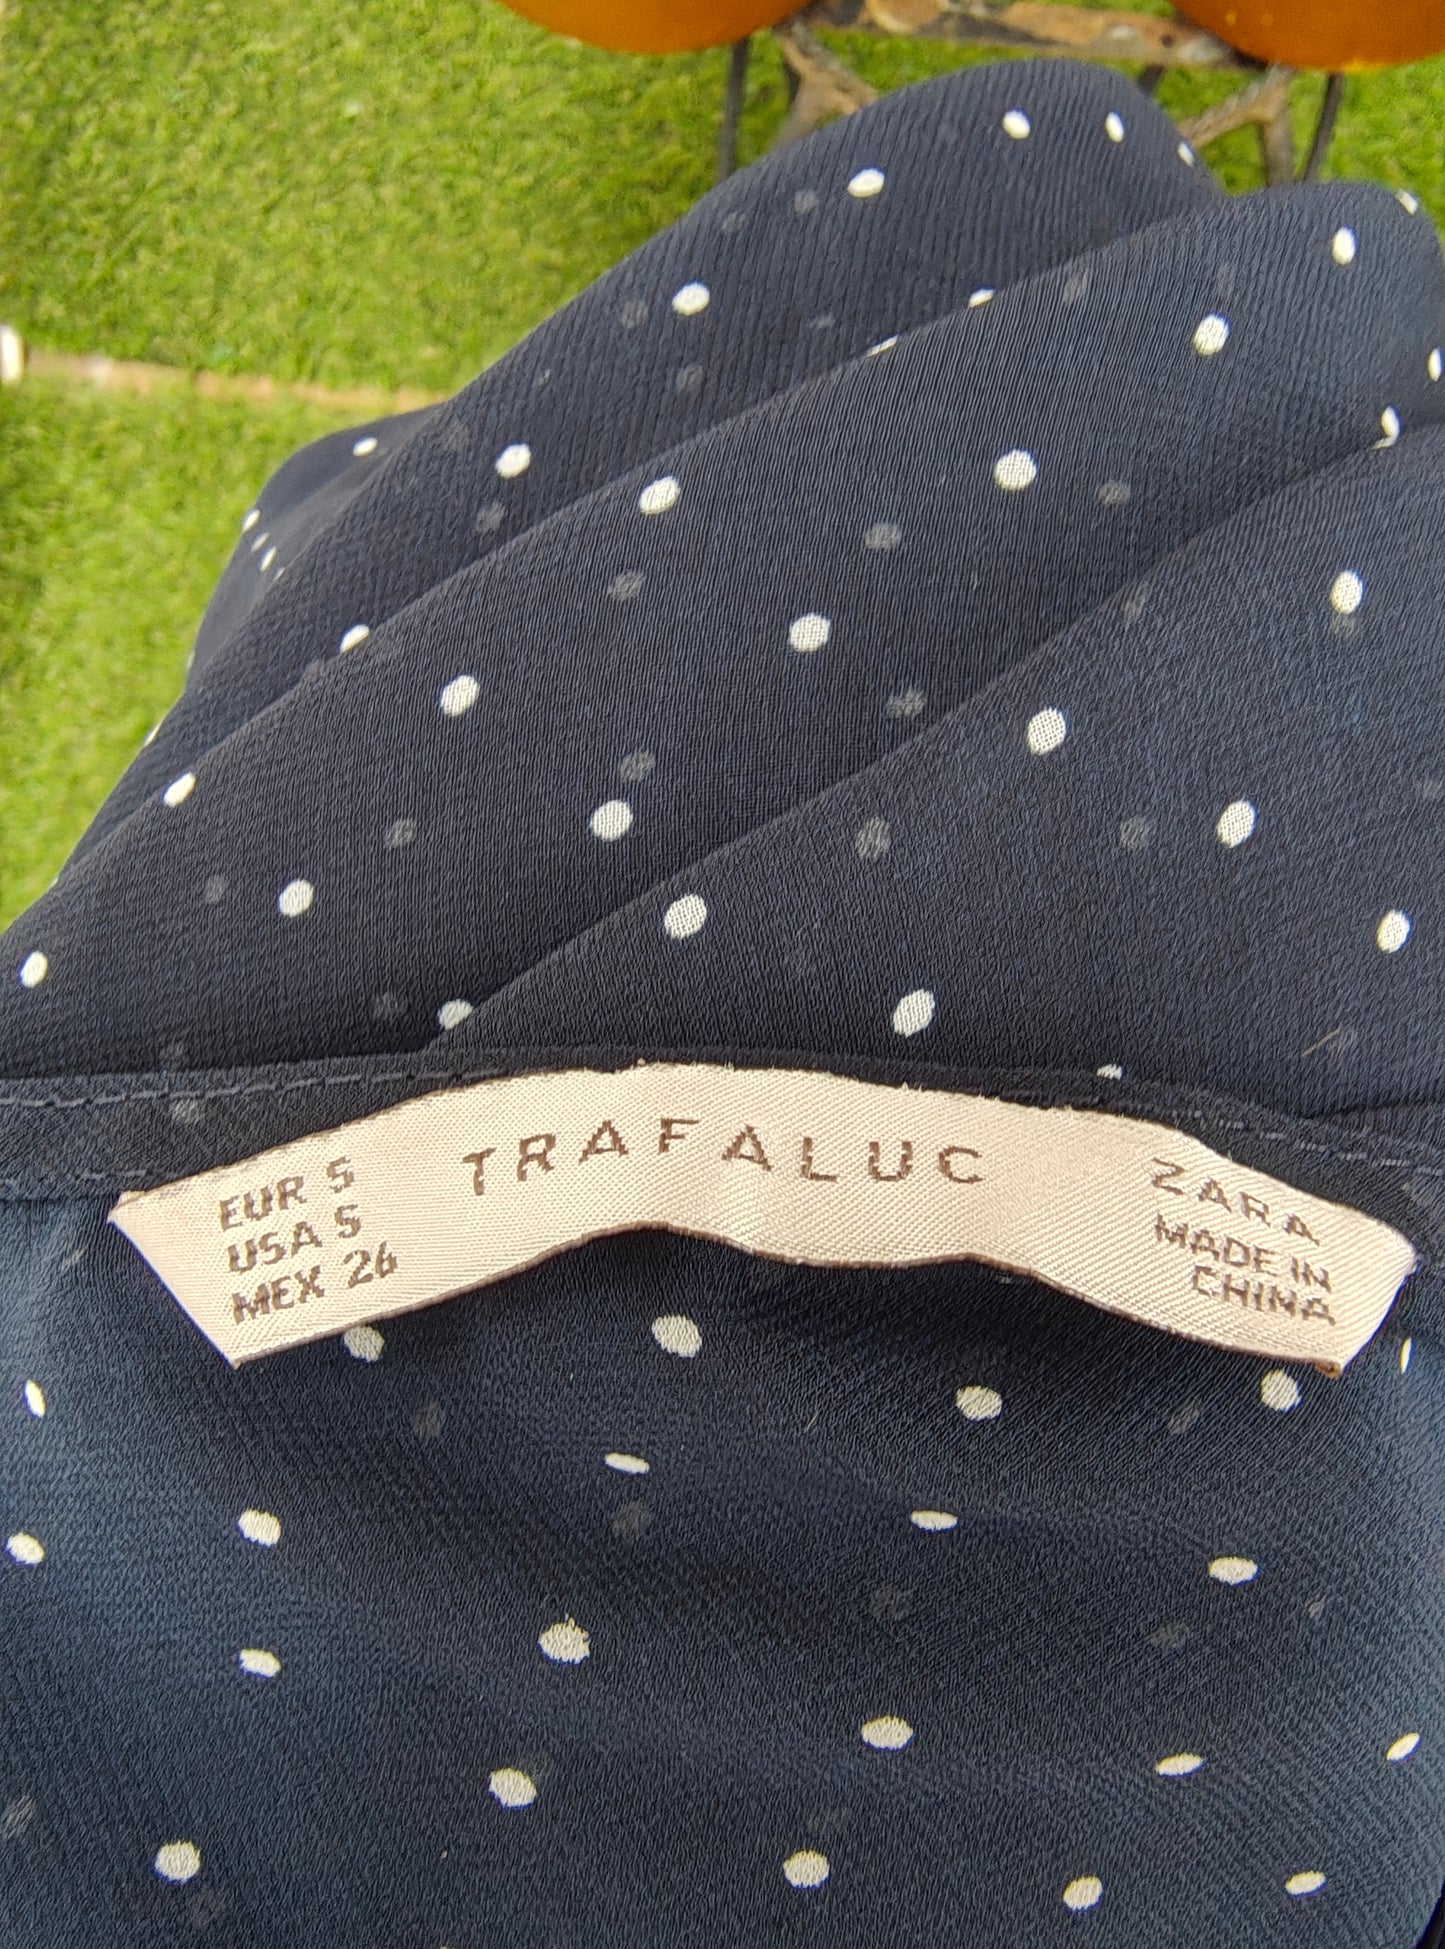 EUR S
USA S
MEX 26
TRAFALUC
ZARA
MADE IN
CHINA